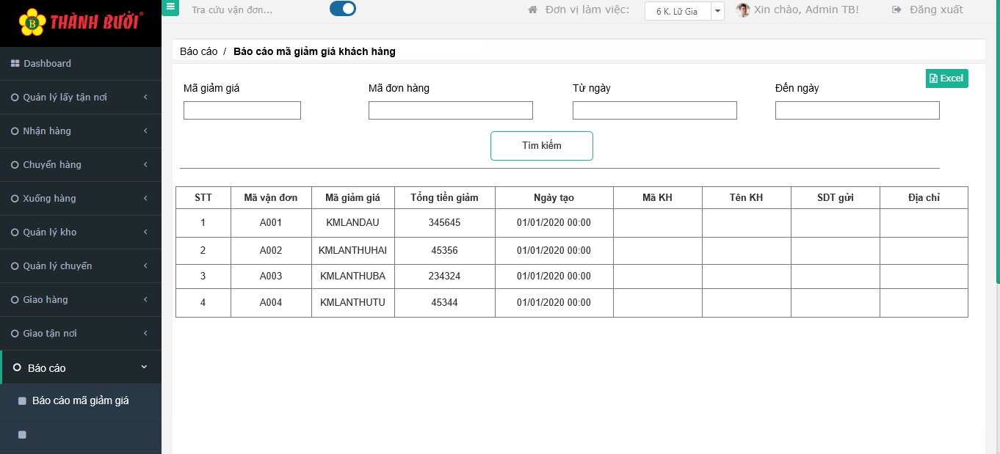 THÀNH BƯỞI
Tra cứu vận đơn...
Đơn vị làm việc:
6 K. Lữ Gia
Xin chào, Admin TB!
Đăng xuất
Dashboard
Quản lý lấy tận nơi
Nhận hàng
Chuyển hàng
Xuống hàng
Quản lý kho
Quản lý chuyến
Giao hàng
Giao tận nơi
Báo cáo
Báo cáo mã giảm giá
Báo cáo / Báo cáo mã giảm giá khách hàng
Excel
Mã giảm giá Mã đơn hàng Từ ngày Đến ngày
Tìm kiếm
STT Mã vận đơn Mã giảm giá Tổng tiền giảm Ngày tạo Mã KH Tên KH SDT gửi Địa chỉ
1 A001 KMLANDAU 345645 01/01/2020 00:00
2 A002 KMLANTHUHAI 45356 01/01/2020 00:00
3 A003 KMLANTHUBA 234324 01/01/2020 00:00
4 A004 KMLANTHUTU 45344 01/01/2020 00:00